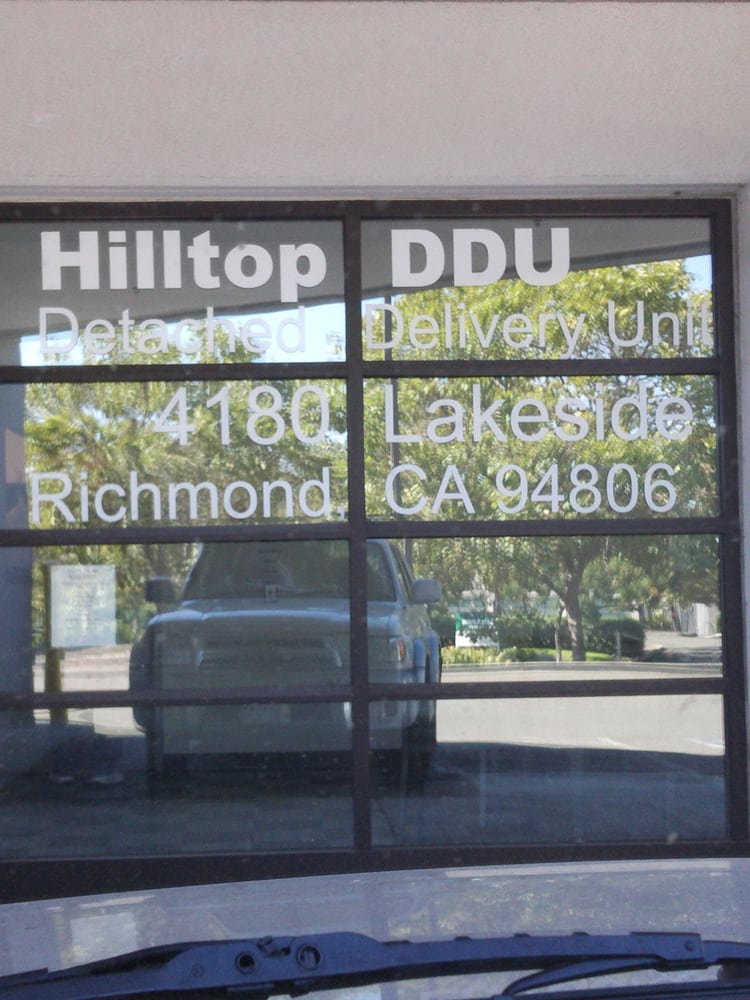 Hilltop DDU
Detached Delivery Unit
4180 Lakeside
Richmond, CA 94806